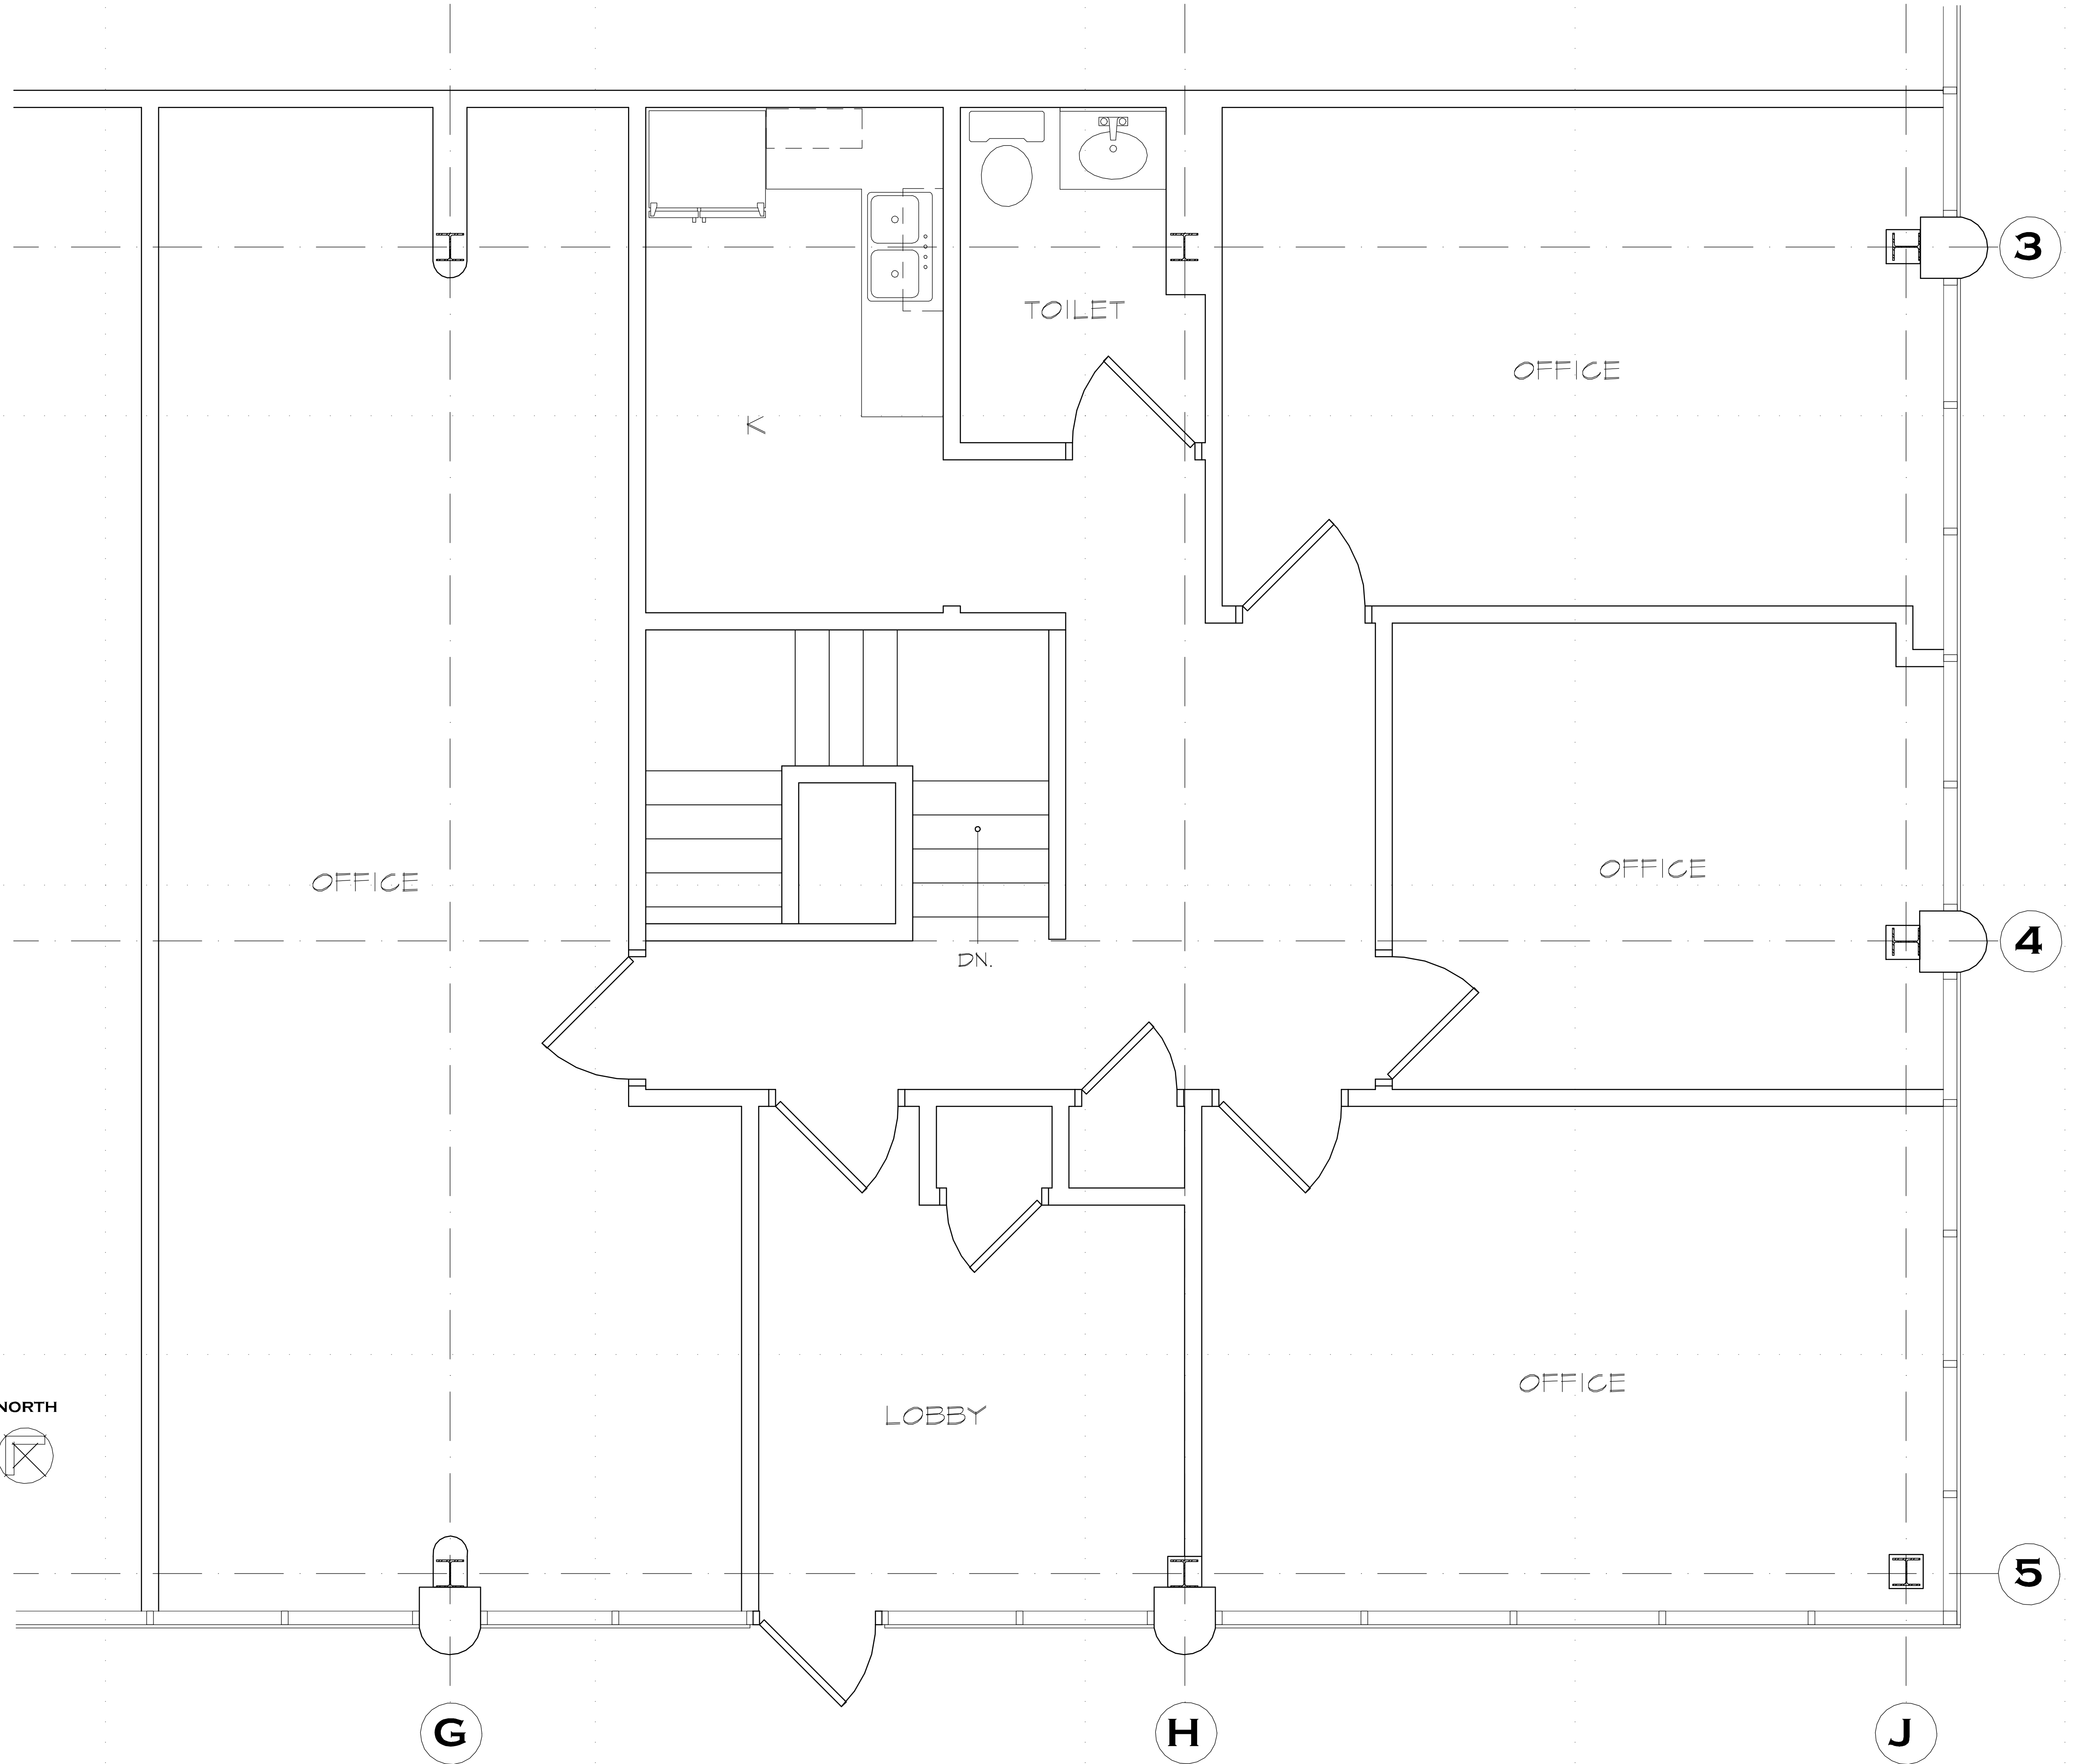 3
TOILET
OFFICE
K
OFFICE
OFFICE
4
DN.
OFFICE
LOBBY
NORTH
5
G
H
J